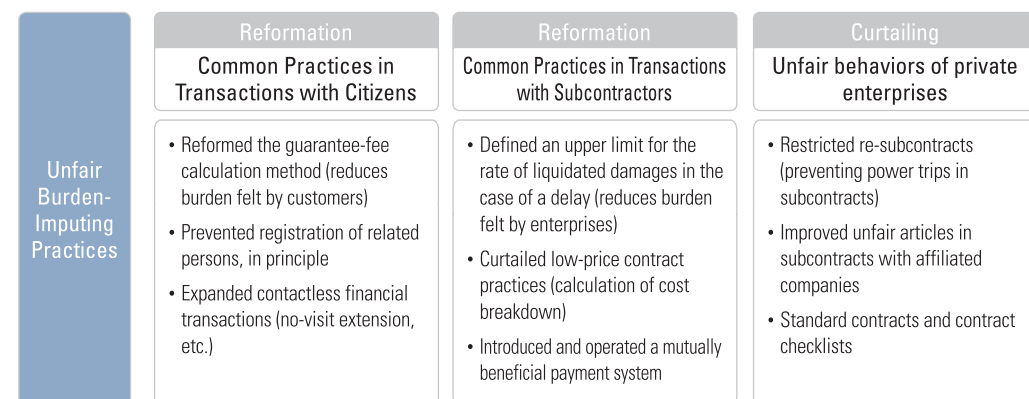 Unfair
Burden-
Imputing
Practices
Reformation
Common Practices in
Transactions with Citizens
• Reformed the guarantee-fee
calculation method (reduces
burden felt by customers)
• Prevented registration of related
persons, in principle
• Expanded contactless financial
transactions (no-visit extension,
etc.)
Reformation
Common Practices in Transactions
with Subcontractors
• Defined an upper limit for the
rate of liquidated damages in the
case of a delay (reduces burden
felt by enterprises)
• Curtailed low-price contract
practices (calculation of cost
breakdown)
• Introduced and operated a mutually
beneficial payment system
Curtailing
Unfair behaviors of private
enterprises
• Restricted re-subcontracts
(preventing power trips in
subcontracts)
• Improved unfair articles in
subcontracts with affiliated
companies
• Standard contracts and contract
checklists